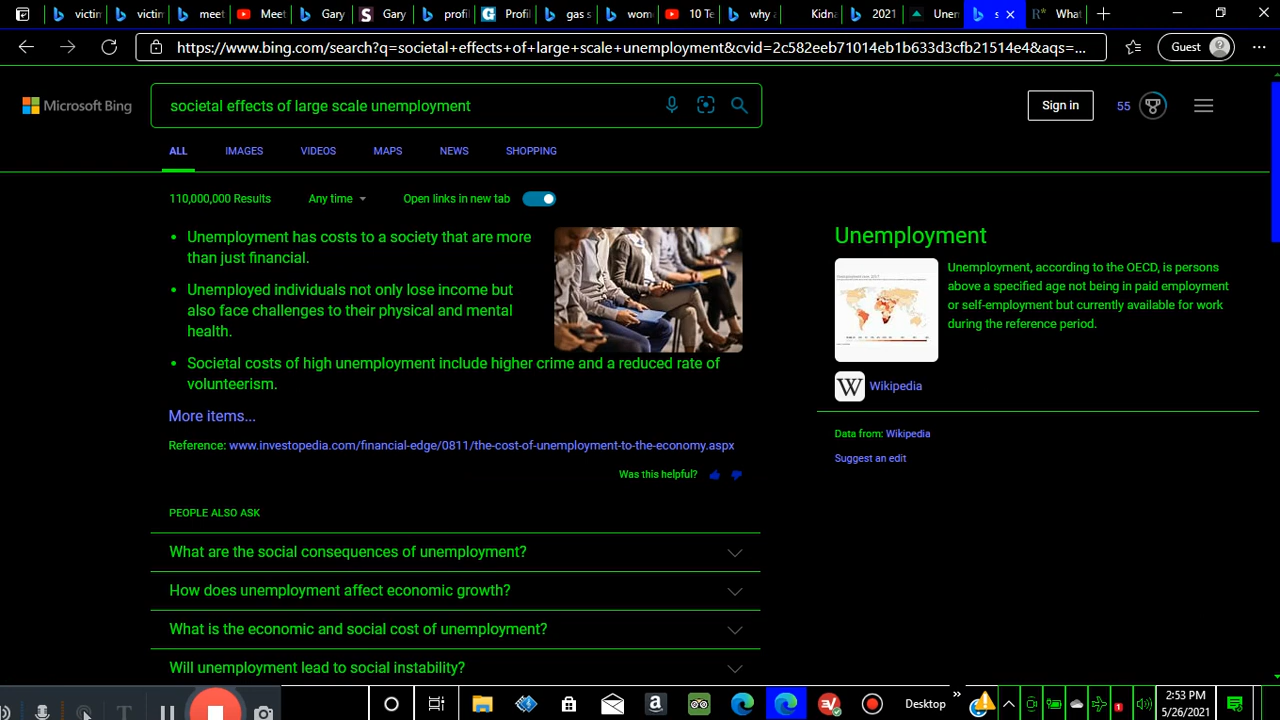 victin
victin
meet
Meet
Gary
Gary
profil
Profil
gas s
wom
10 Te
why a
Kidna
2021
Unen
s
What
https://www.bing.com/search?q=societal+effects+of+large+scale+unemployment&cvid=2c582eeb71014eb1b633d3cfb21514e4&aqs=...
Guest
Microsoft Bing
societal effects of large scale unemployment
Sign in
55
ALL IMAGES VIDEOS MAPS NEWS SHOPPING
110,000,000 Results Any time Open links in new tab
Unemployment has costs to a society that are more
than just financial.
Unemployed individuals not only lose income but
also face challenges to their physical and mental
health.
Societal costs of high unemployment include higher crime and a reduced rate of
volunteerism.
More items...
Reference: www.investopedia.com/financial-edge/0811/the-cost-of-unemployment-to-the-economy.aspx
Was this helpful?
PEOPLE ALSO ASK
What are the social consequences of unemployment?
How does unemployment affect economic growth?
What is the economic and social cost of unemployment?
Will unemployment lead to social instability?
Unemployment
Unemployment, according to the OECD, is persons
above a specified age not being in paid employment
or self-employment but currently available for work
during the reference period.
W Wikipedia
Data from: Wikipedia
Suggest an edit
Desktop
1
2:53 PM
5/26/2021